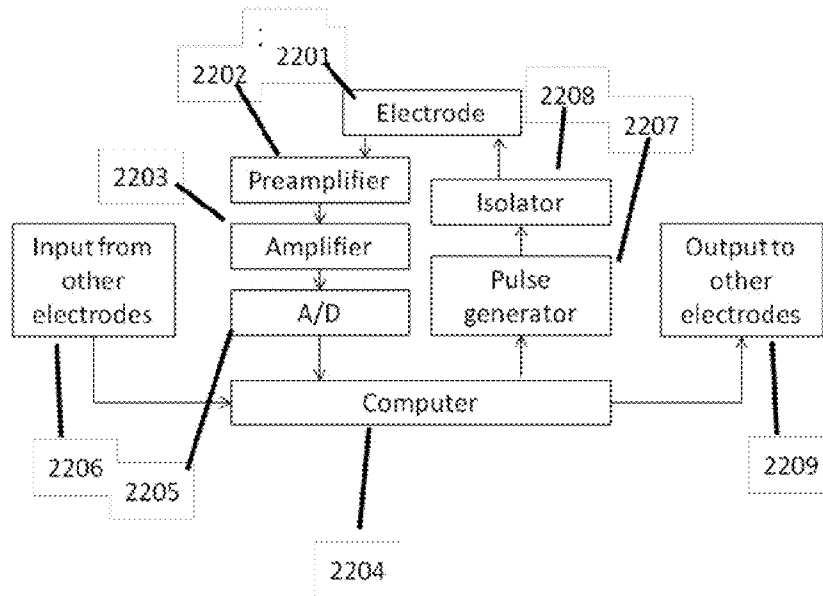 2201
2202
2208
2207
Electrode
2203
Preamplifier
Isolator
Input from
other
electrodes
Amplifier
Pulse
generator
Output to
other
electrodes
A/D
Computer
2206
2205
2209
2204